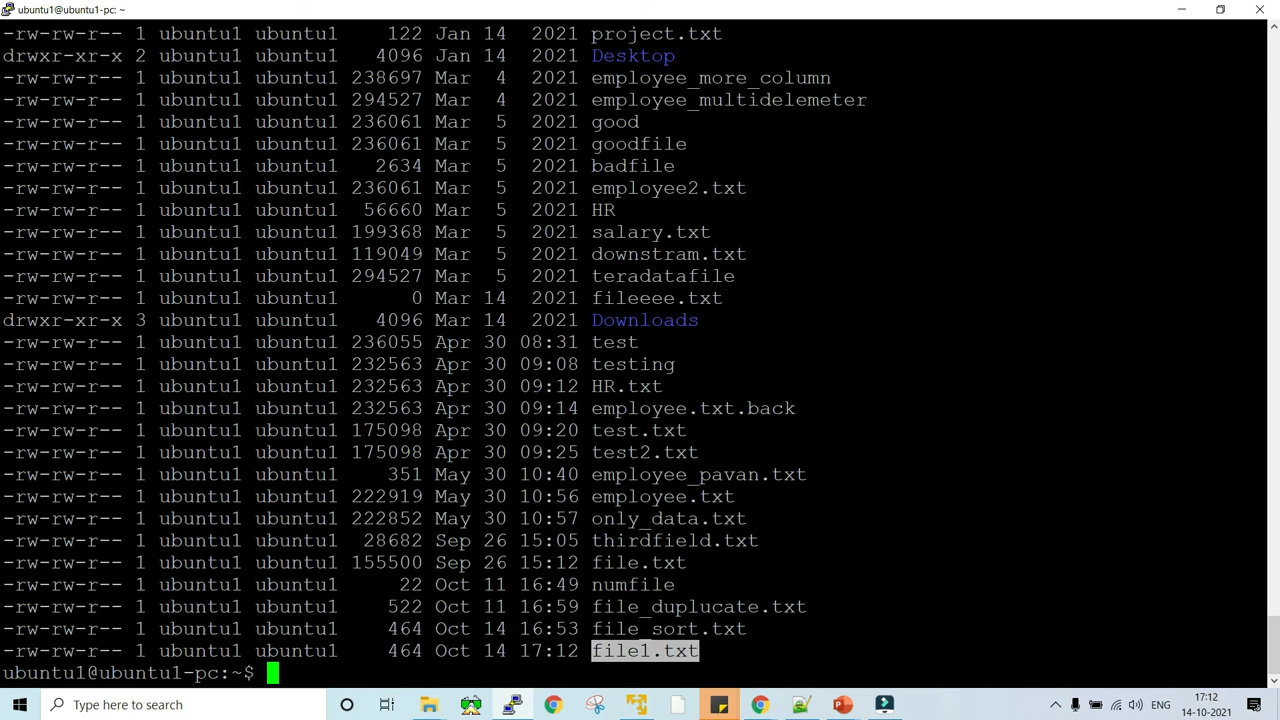 ubuntu1@ubuntu1-pc: ~
-rw-rw-r-- 1 ubuntu1 ubuntu1    122 Jan 14  2021 project.txt
drwxr-xr-x 2 ubuntu1 ubuntu1   4096 Jan 14  2021 Desktop
-rw-rw-r-- 1 ubuntu1 ubuntu1 238697 Mar  4  2021 employee_more_column
-rw-rw-r-- 1 ubuntu1 ubuntu1 294527 Mar  4  2021 employee_multidelemeter
-rw-rw-r-- 1 ubuntu1 ubuntu1 236061 Mar  5  2021 good
-rw-rw-r-- 1 ubuntu1 ubuntu1 236061 Mar  5  2021 goodfile
-rw-rw-r-- 1 ubuntu1 ubuntu1   2634 Mar  5  2021 badfile
-rw-rw-r-- 1 ubuntu1 ubuntu1 236061 Mar  5  2021 employee2.txt
-rw-rw-r-- 1 ubuntu1 ubuntu1  56660 Mar  5  2021 HR
-rw-rw-r-- 1 ubuntu1 ubuntu1 199368 Mar  5  2021 salary.txt
-rw-rw-r-- 1 ubuntu1 ubuntu1 119049 Mar  5  2021 downstram.txt
-rw-rw-r-- 1 ubuntu1 ubuntu1 294527 Mar  5  2021 teradatafile
-rw-rw-r-- 1 ubuntu1 ubuntu1      0 Mar 14  2021 fileeee.txt
drwxr-xr-x 3 ubuntu1 ubuntu1   4096 Mar 14  2021 Downloads
-rw-rw-r-- 1 ubuntu1 ubuntu1 236055 Apr 30 08:31 test
-rw-rw-r-- 1 ubuntu1 ubuntu1 232563 Apr 30 09:08 testing
-rw-rw-r-- 1 ubuntu1 ubuntu1 232563 Apr 30 09:12 HR.txt
-rw-rw-r-- 1 ubuntu1 ubuntu1 232563 Apr 30 09:14 employee.txt.back
-rw-rw-r-- 1 ubuntu1 ubuntu1 175098 Apr 30 09:20 test.txt
-rw-rw-r-- 1 ubuntu1 ubuntu1 175098 Apr 30 09:25 test2.txt
-rw-rw-r-- 1 ubuntu1 ubuntu1    351 May 30 10:40 employee_pavan.txt
-rw-rw-r-- 1 ubuntu1 ubuntu1 222919 May 30 10:56 employee.txt
-rw-rw-r-- 1 ubuntu1 ubuntu1 222852 May 30 10:57 only_data.txt
-rw-rw-r-- 1 ubuntu1 ubuntu1  28682 Sep 26 15:05 thirdfield.txt
-rw-rw-r-- 1 ubuntu1 ubuntu1 155500 Sep 26 15:12 file.txt
-rw-rw-r-- 1 ubuntu1 ubuntu1     22 Oct 11 16:49 numfile
-rw-rw-r-- 1 ubuntu1 ubuntu1    522 Oct 11 16:59 file_duplucate.txt
-rw-rw-r-- 1 ubuntu1 ubuntu1    464 Oct 14 16:53 file_sort.txt
-rw-rw-r-- 1 ubuntu1 ubuntu1    464 Oct 14 17:12 file1.txt
ubuntu1@ubuntu1-pc:~$
Type here to search
ENG
17:12
14-10-2021